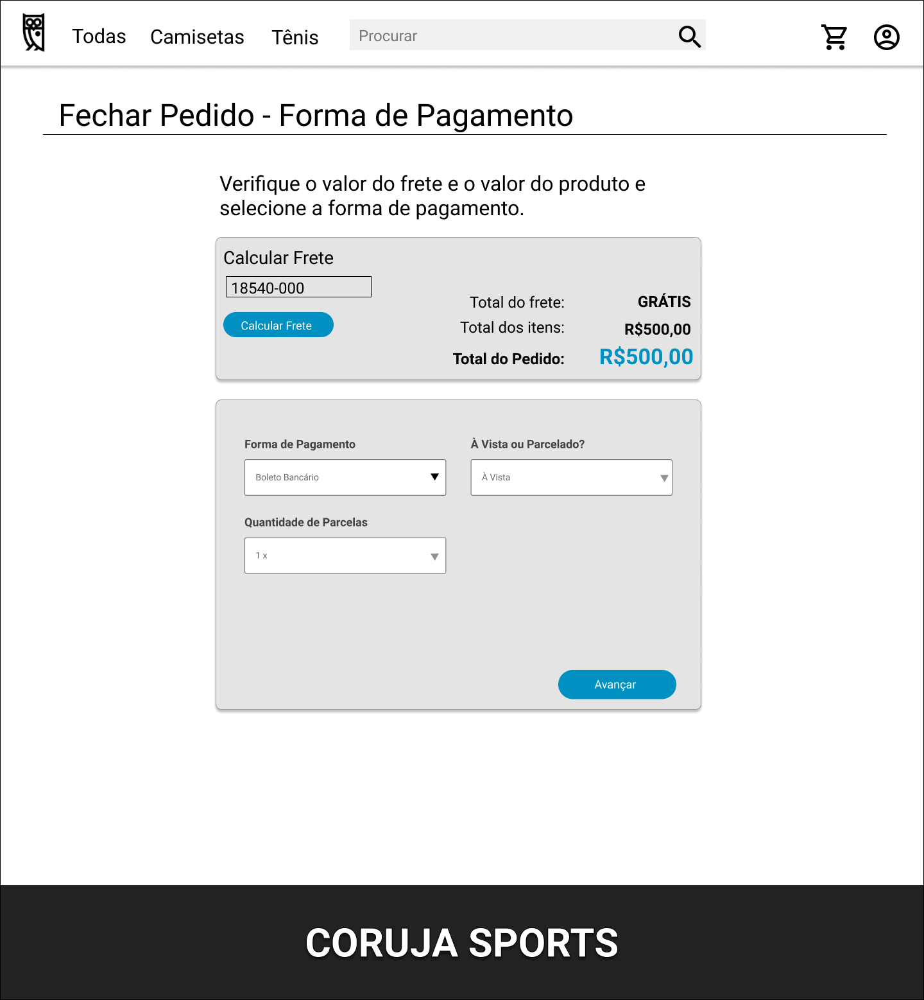 Todas
Camisetas
Tênis
Procurar
Fechar Pedido - Forma de Pagamento
Verifique o valor do frete e o valor do produto e
selecione a forma de pagamento.
Calcular Frete
18540-000
Calcular Frete
Total do frete: GRÁTIS
Total dos itens: R$500,00
Total do Pedido: R$500,00
Forma de Pagamento
Boleto Bancário
À Vista ou Parcelado?
À Vista
Quantidade de Parcelas
1 x
Avançar
CORUJA SPORTS